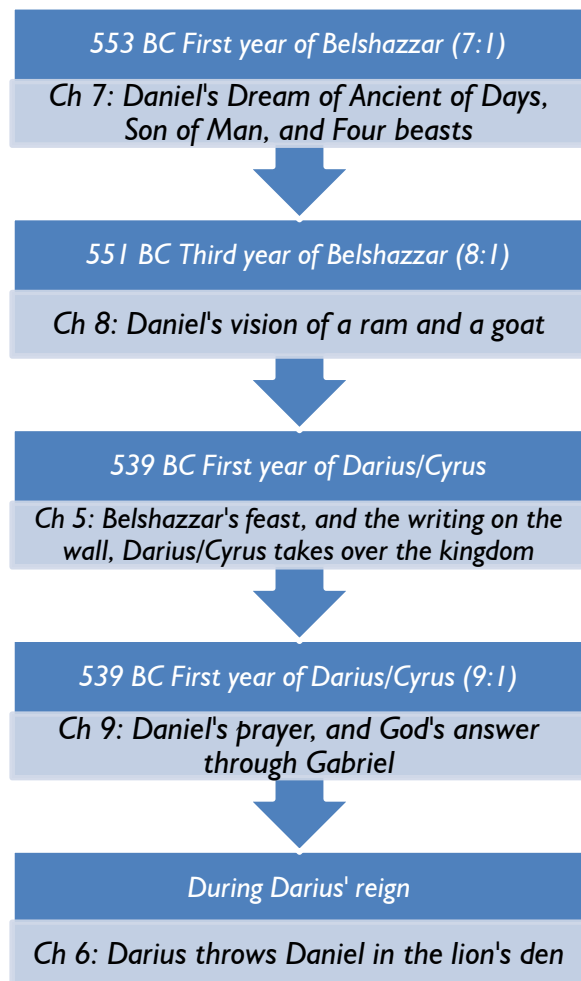 553 BC First year of Belshazzar (7:1)
Ch 7: Daniel's Dream of Ancient of Days,
Son of Man, and Four beasts
551 BC Third year of Belshazzar (8:1)
Ch 8: Daniel's vision of a ram and a goat
539 BC First year of Darius/Cyrus
Ch 5: Belshazzar's feast, and the writing on the
wall, Darius/Cyrus takes over the kingdom
539 BC First year of Darius/Cyrus (9:1)
Ch 9: Daniel's prayer, and God's answer
through Gabriel
During Darius' reign
Ch 6: Darius throws Daniel in the lion's den